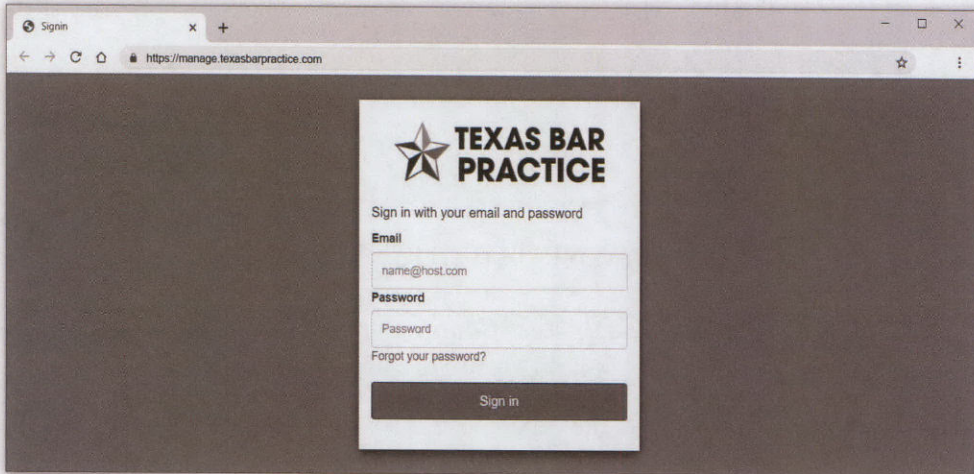 Signin
https://manage.texasbarpractice.com
TEXAS BAR
PRACTICE
Sign in with your email and password
Email
name@host.com
Password
Password
Forgot your password?
Sign in